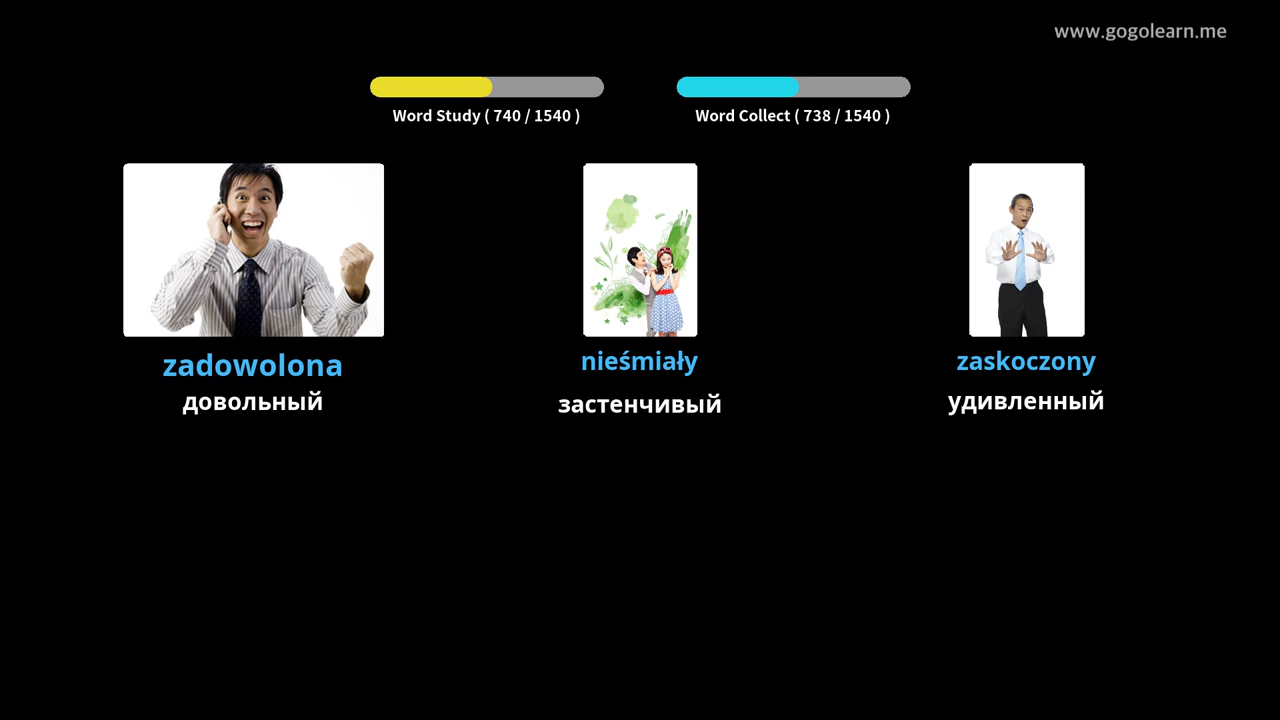 www.gogolearn.me
Word Study ( 740 / 1540 )
Word Collect ( 738 / 1540 )
zadowolona
довольный
nieśmiały
застенчивый
zaskoczony
удивленный